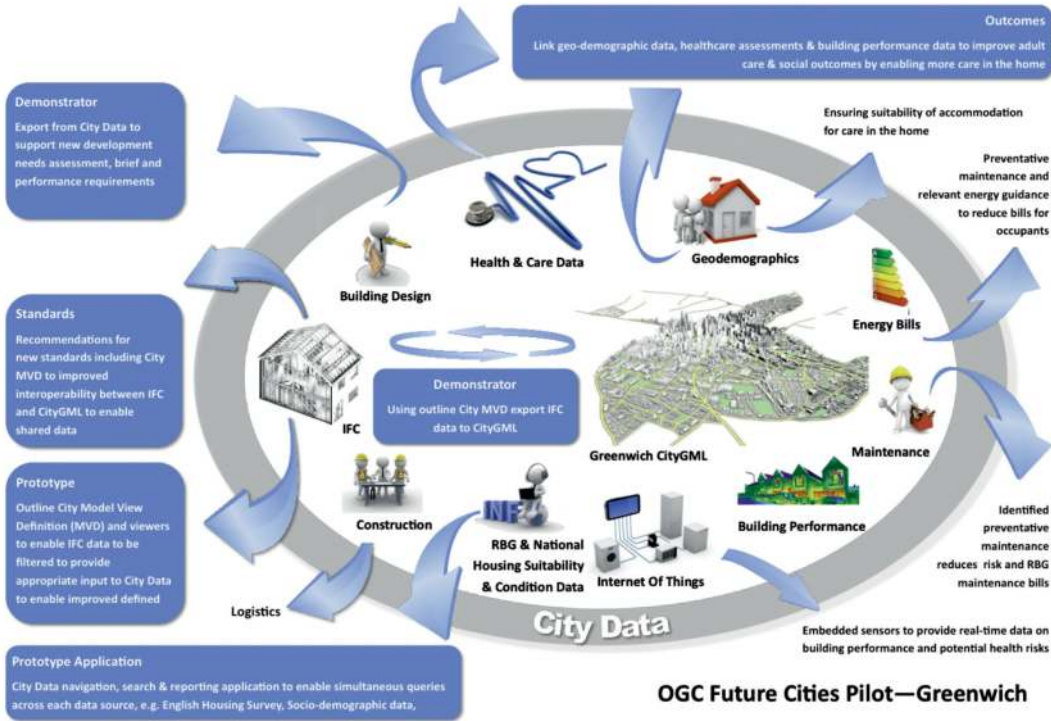 Outcomes
Link geo-demographic data, healthcare assessments & building performance data to improve adult
care & social outcomes by enabling more care in the home
Demonstrator
Export from City Data to
support new development
needs assessment, brief and
performance requirements
Ensuring suitability of accommodation
for care in the home
Preventative
maintenance and
relevant energy guidance
to reduce bills for
occupants
Health & Care Data
Geodemographics
Building Design
Energy Bills
Standards
Recommendations for
new standards including City
MVD to improved
interoperability between IFC
and CityGML to enable
shared data
Demonstrator
Using outline City MVD export IFC
data to CityGML
IFC
Greenwich CityGML
Maintenance
Prototype
Outline City Model View
Definition (MVD) and viewers
to enable IFC data to be
filtered to provide
appropriate input to City Data
to enable improved defined
Construction
INF
RBG & National
Housing Suitability
& Condition Data
Internet Of Things
Building Performance
Identified
preventative
maintenance
reduces risk and RBG
maintenance bills
Logistics
City Data
Embedded sensors to provide real-time data on
building performance and potential health risks
Prototype Application
City Data navigation, search & reporting application to enable simultaneous queries
across each data source, e.g. English Housing Survey, Socio-demographic data,
OGC Future Cities Pilot—Greenwich